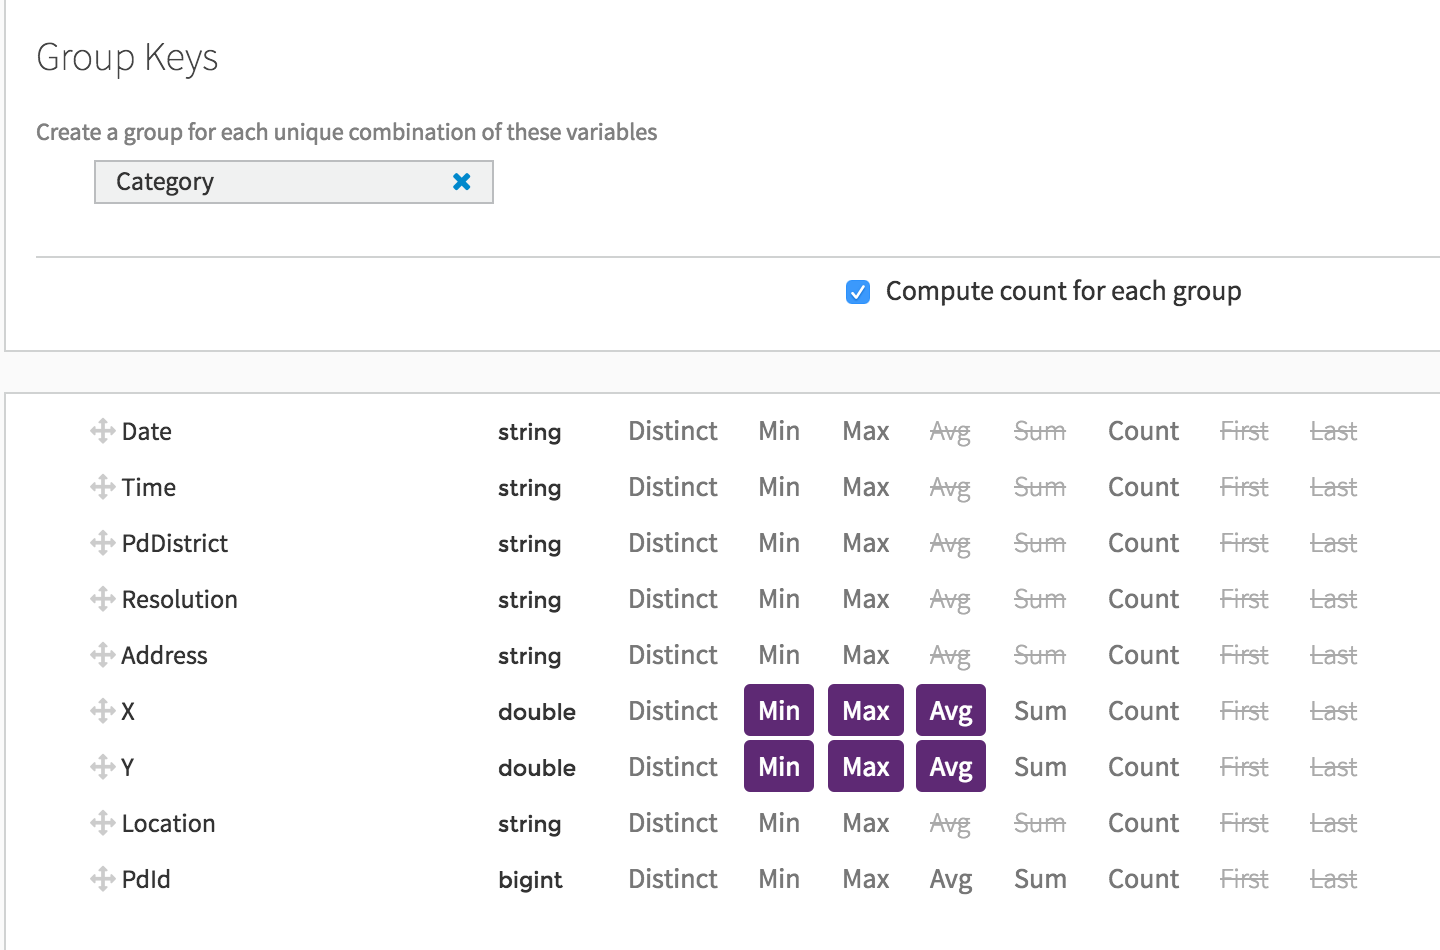 Group Keys
Create a group for each unique combination of these variables
Category
Compute count for each group
Date string Distinct Min Max Avg Sum Count First Last
Time string Distinct Min Max Avg Sum Count First Last
PdDistrict string Distinct Min Max Avg Sum Count First Last
Resolution string Distinct Min Max Avg Sum Count First Last
Address string Distinct Min Max Avg Sum Count First Last
X double Distinct Min Max Avg Sum Count First Last
Y double Distinct Min Max Avg Sum Count First Last
Location string Distinct Min Max Avg Sum Count First Last
PdId bigint Distinct Min Max Avg Sum Count First Last